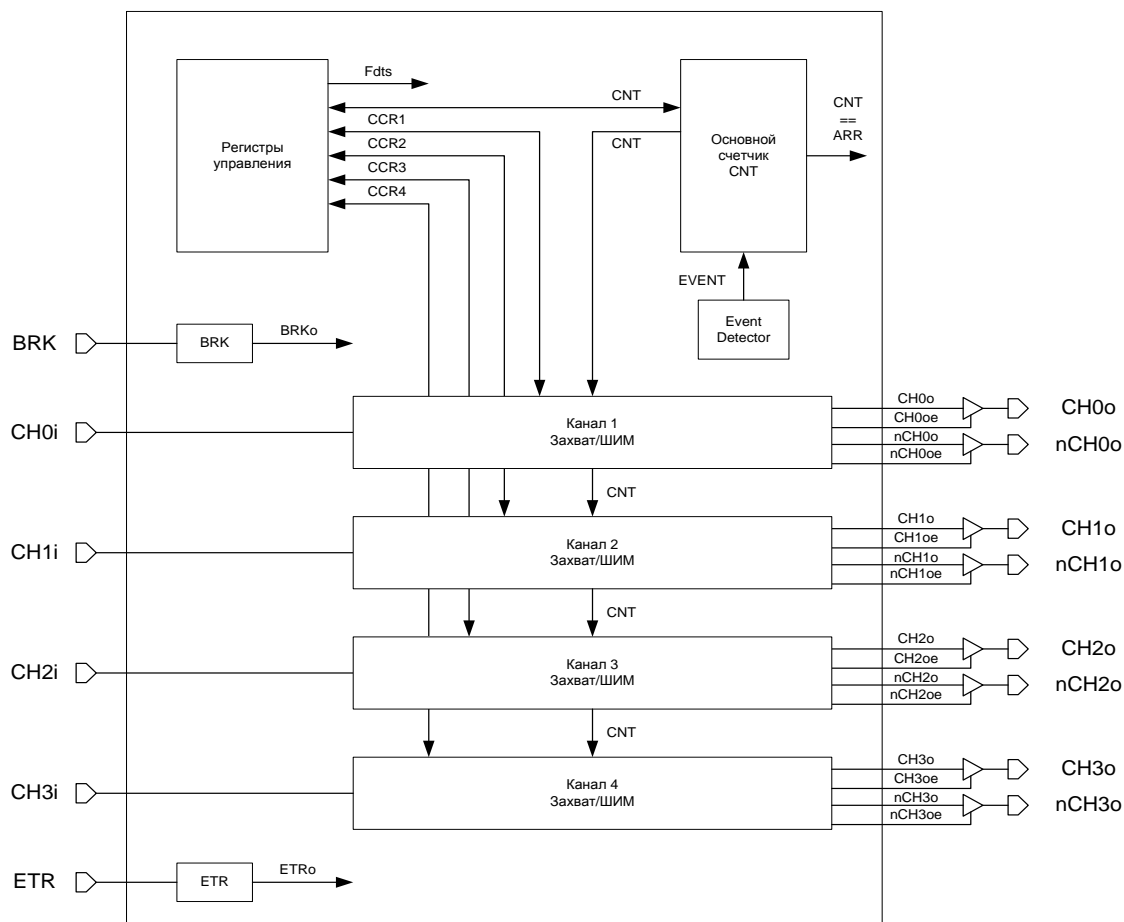 Fdts
CNT
CCR1
CCR2
CCR3
CCR4
CNT
Регистры
управления
Основной
счетчик
CNT
CNT
==
ARR
EVENT
Event
Detector
BRK
BRK
BRKo
CH0i
Канал 1
Захват/ШИМ
CH0o
CH0oe
nCH0o
nCH0oe
CH0o
nCH0o
CNT
CH1i
Канал 2
Захват/ШИМ
CH1o
CH1oe
nCH1o
nCH1oe
CH1o
nCH1o
CNT
CH2i
Канал 3
Захват/ШИМ
CH2o
CH2oe
nCH2o
nCH2oe
CH2o
nCH2o
CNT
CH3i
Канал 4
Захват/ШИМ
CH3o
CH3oe
nCH3o
nCH3oe
CH3o
nCH3o
ETR
ETR
ETRo